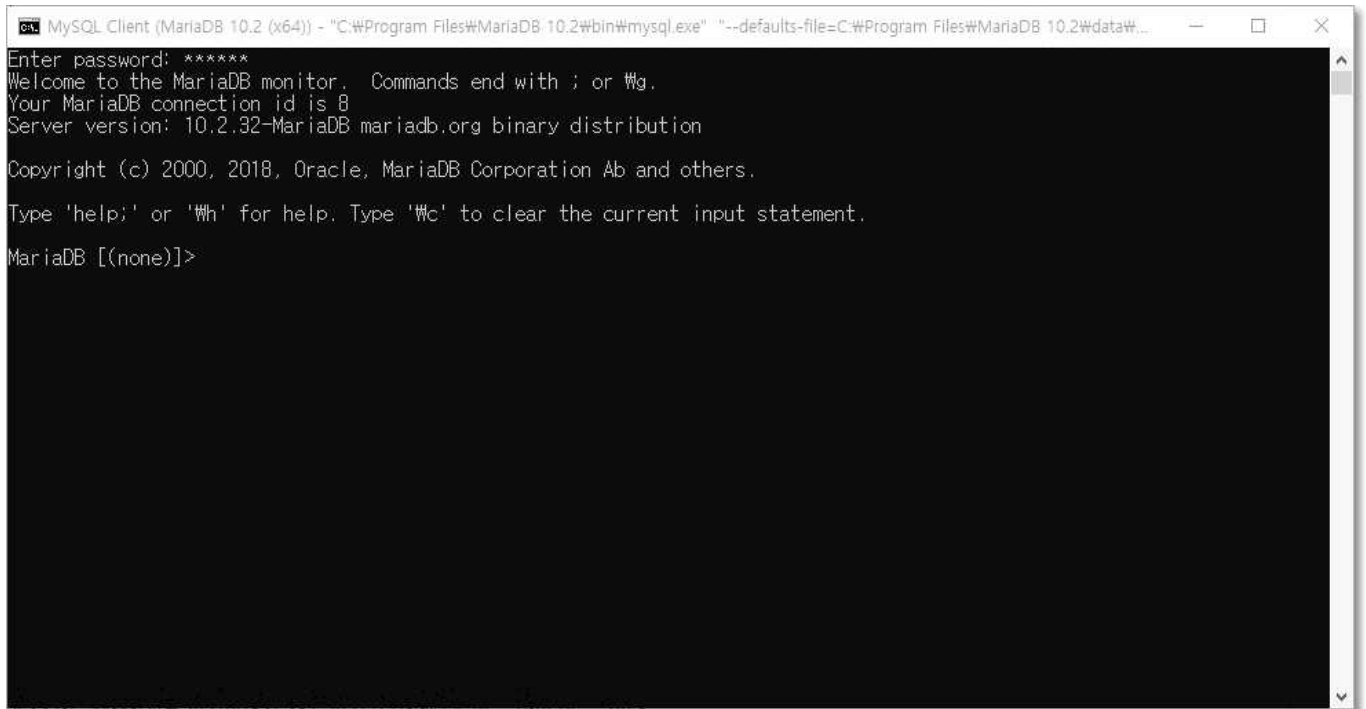 MySQL Client (MariaDB 10.2 (x64)) - "C:₩Program Files₩MariaDB 10.2₩bin₩mysql.exe" "--defaults-file=C:₩Program Files₩MariaDB 10.2₩data₩...
Enter password: ******
Welcome to the MariaDB monitor.  Commands end with ; or ₩g.
Your MariaDB connection id is 8
Server version: 10.2.32-MariaDB mariadb.org binary distribution
Copyright (c) 2000, 2018, Oracle, MariaDB Corporation Ab and others.
Type 'help;' or '₩h' for help. Type '₩c' to clear the current input statement.
MariaDB [(none)]>